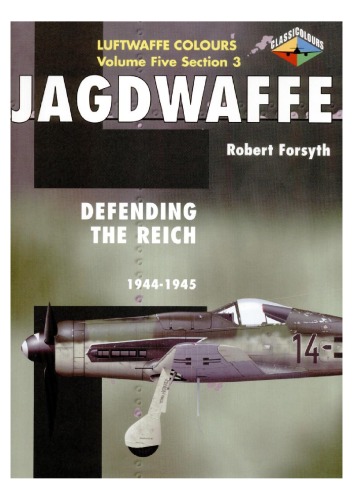 LUFTWAFFE COLOURS
Volume Five Section 3
CLASSIC COLOURS
JAGDWAFFE
Robert Forsyth
DEFENDING
THE REICH
1944-1945
14